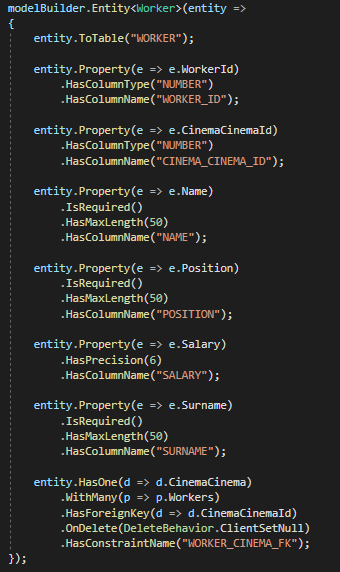 modelBuilder.Entity<Worker>(entity =>
{
    entity.ToTable("WORKER");

    entity.Property(e => e.WorkerId)
        .HasColumnType("NUMBER")
        .HasColumnName("WORKER_ID");

    entity.Property(e => e.CinemaCinemaId)
        .HasColumnType("NUMBER")
        .HasColumnName("CINEMA_CINEMA_ID");

    entity.Property(e => e.Name)
        .IsRequired()
        .HasMaxLength(50)
        .HasColumnName("NAME");

    entity.Property(e => e.Position)
        .IsRequired()
        .HasMaxLength(50)
        .HasColumnName("POSITION");

    entity.Property(e => e.Salary)
        .HasPrecision(6)
        .HasColumnName("SALARY");

    entity.Property(e => e.Surname)
        .IsRequired()
        .HasMaxLength(50)
        .HasColumnName("SURNAME");

    entity.HasOne(d => d.CinemaCinema)
        .WithMany(p => p.Workers)
        .HasForeignKey(d => d.CinemaCinemaId)
        .OnDelete(DeleteBehavior.ClientSetNull)
        .HasConstraintName("WORKER_CINEMA_FK");
});